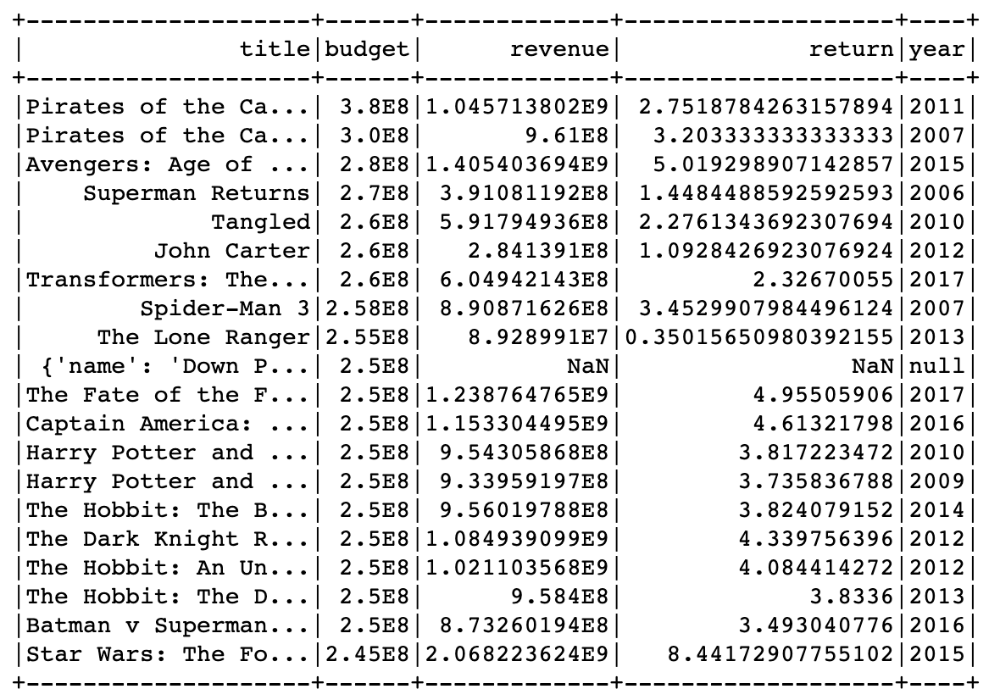 +--------------------+------+-------------+-------------------+----+
|               title|budget|      revenue|             return|year|
+--------------------+------+-------------+-------------------+----+
|Pirates of the Ca...| 3.8E8|1.045713802E9| 2.7518784263157894|2011|
|Pirates of the Ca...| 3.0E8|       9.61E8|  3.203333333333333|2007|
|Avengers: Age of ...| 2.8E8|1.405403694E9|  5.019298907142857|2015|
|    Superman Returns| 2.7E8| 3.91081192E8| 1.4484488592592593|2006|
|             Tangled| 2.6E8| 5.91794936E8| 2.2761343692307694|2010|
|         John Carter| 2.6E8|   2.841391E8| 1.0928426923076924|2012|
|Transformers: The...| 2.6E8| 6.04942143E8|         2.32670055|2017|
|        Spider-Man 3|2.58E8| 8.90871626E8| 3.4529907984496124|2007|
|     The Lone Ranger|2.55E8|   8.928991E7|0.35015650980392155|2013|
| {'name': 'Down P...| 2.5E8|          NaN|                NaN|null|
|The Fate of the F...| 2.5E8|1.238764765E9|         4.95505906|2017|
|Captain America: ...| 2.5E8|1.153304495E9|         4.61321798|2016|
|Harry Potter and ...| 2.5E8| 9.54305868E8|        3.817223472|2010|
|Harry Potter and ...| 2.5E8| 9.33959197E8|        3.735836788|2009|
|The Hobbit: The B...| 2.5E8| 9.56019788E8|        3.824079152|2014|
|The Dark Knight R...| 2.5E8|1.084939099E9|        4.339756396|2012|
|The Hobbit: An Un...| 2.5E8|1.021103568E9|        4.084414272|2012|
|The Hobbit: The D...| 2.5E8|      9.584E8|             3.8336|2013|
|Batman v Superman...| 2.5E8| 8.73260194E8|        3.493040776|2016|
|Star Wars: The Fo...|2.45E8|2.068223624E9|   8.44172907755102|2015|
+--------------------+------+-------------+-------------------+----+